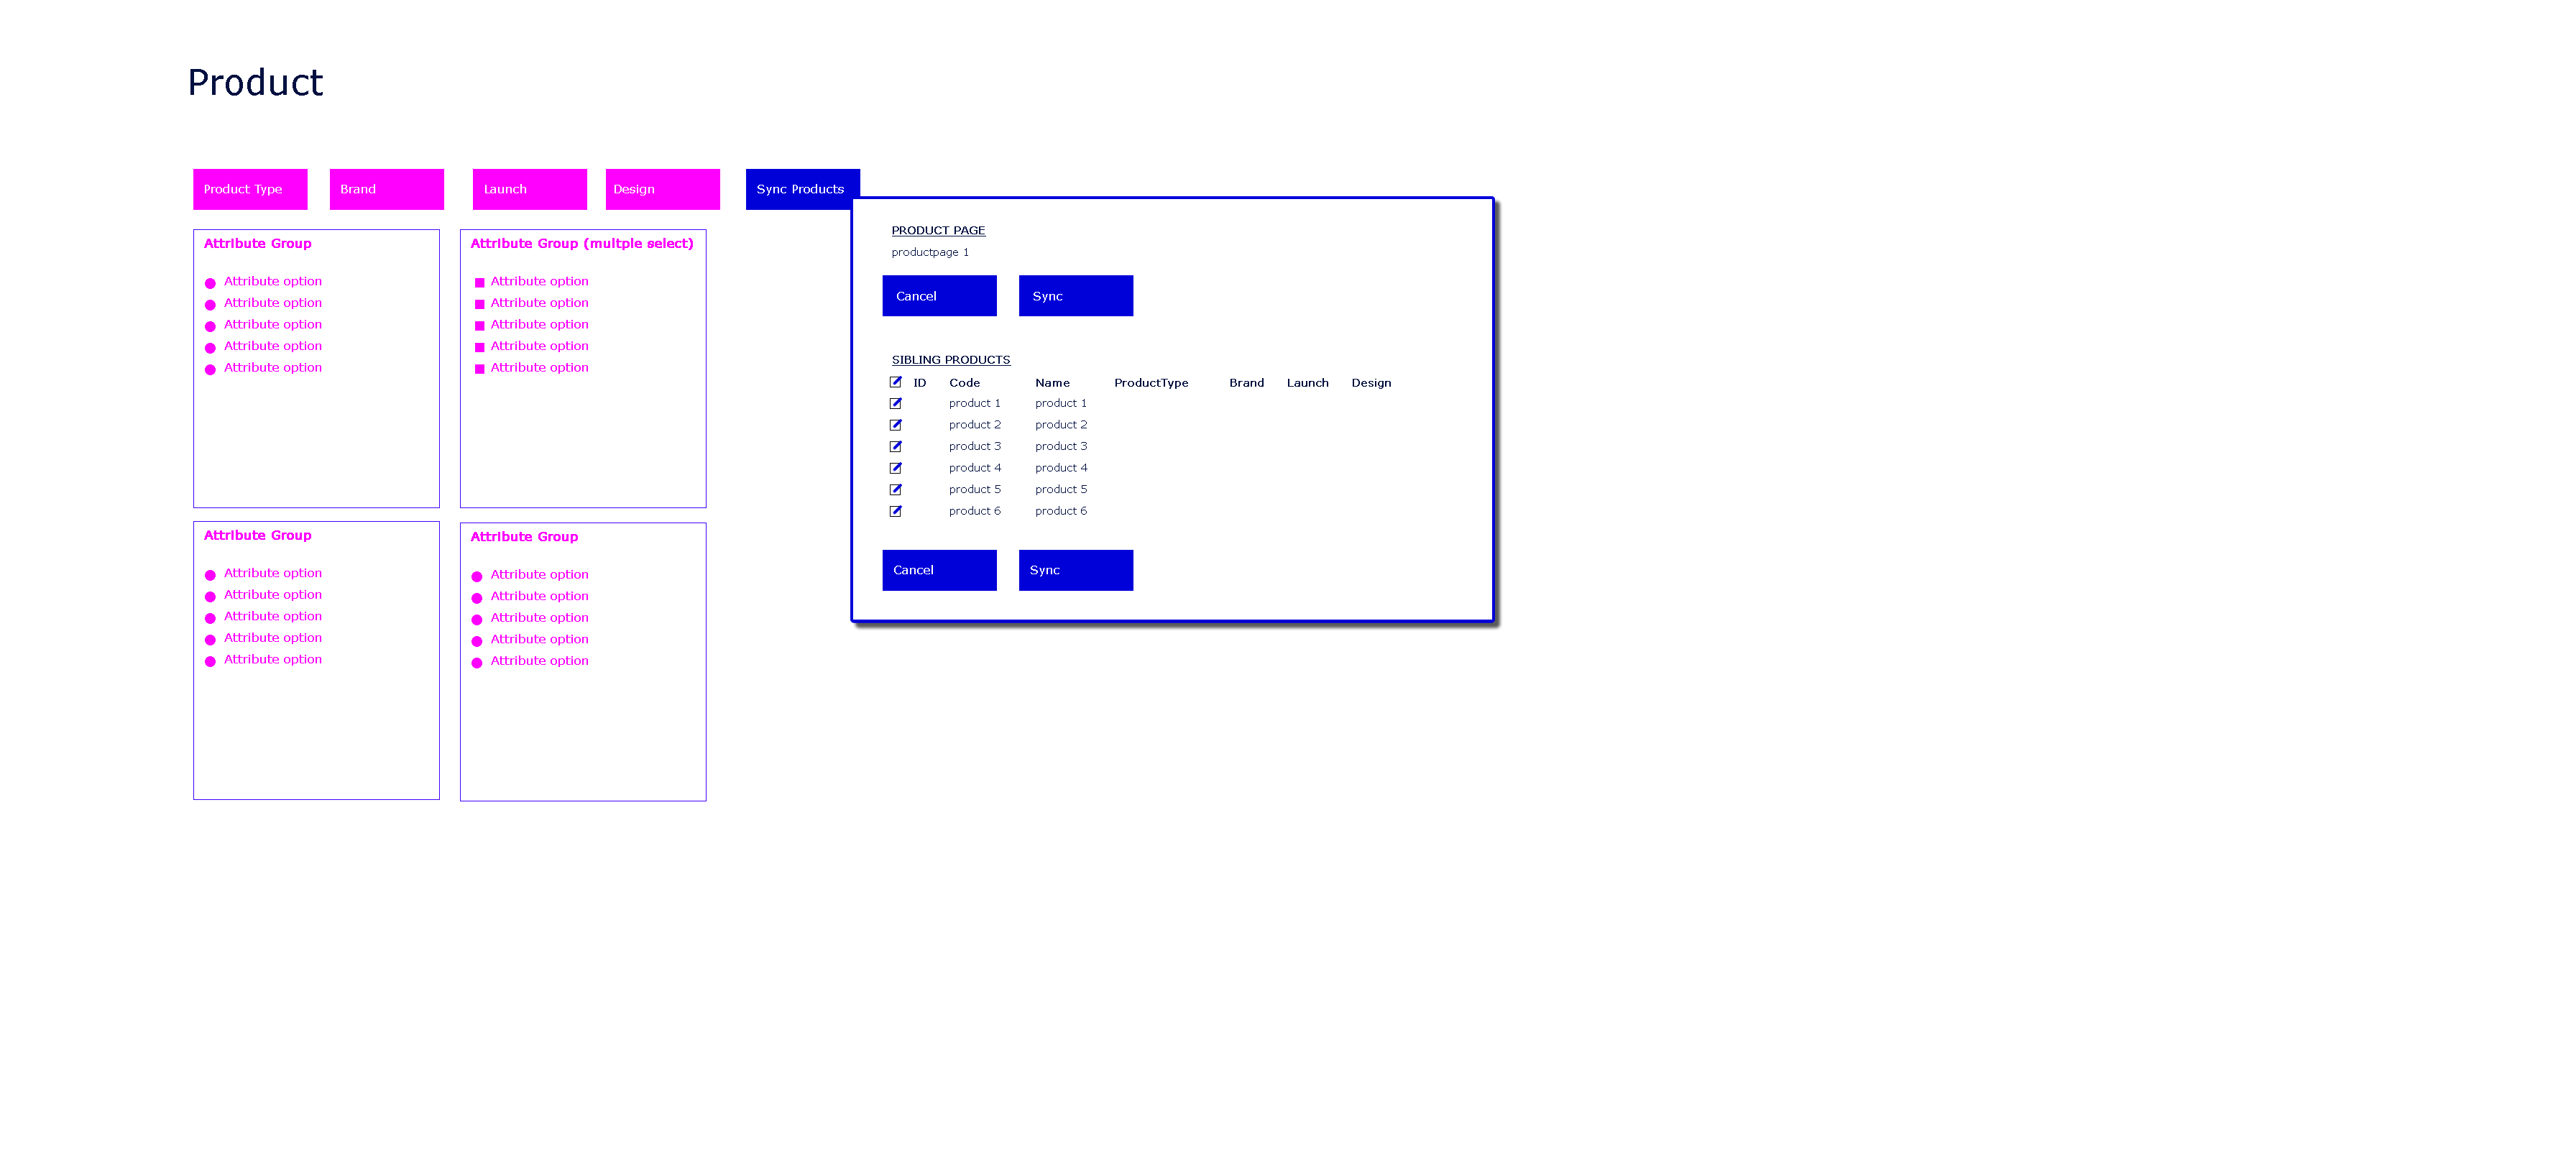 Product
Product Type
Brand
Launch
Design
Sync Products
Attribute Group
Attribute option
Attribute option
Attribute option
Attribute option
Attribute option
Attribute Group (multple select)
Attribute option
Attribute option
Attribute option
Attribute option
Attribute option
Attribute Group
Attribute option
Attribute option
Attribute option
Attribute option
Attribute option
Attribute Group
Attribute option
Attribute option
Attribute option
Attribute option
Attribute option
PRODUCT PAGE
productpage 1
Cancel Sync
SIBLING PRODUCTS
ID Code Name ProductType Brand Launch Design
product 1 product 1
product 2 product 2
product 3 product 3
product 4 product 4
product 5 product 5
product 6 product 6
Cancel Sync